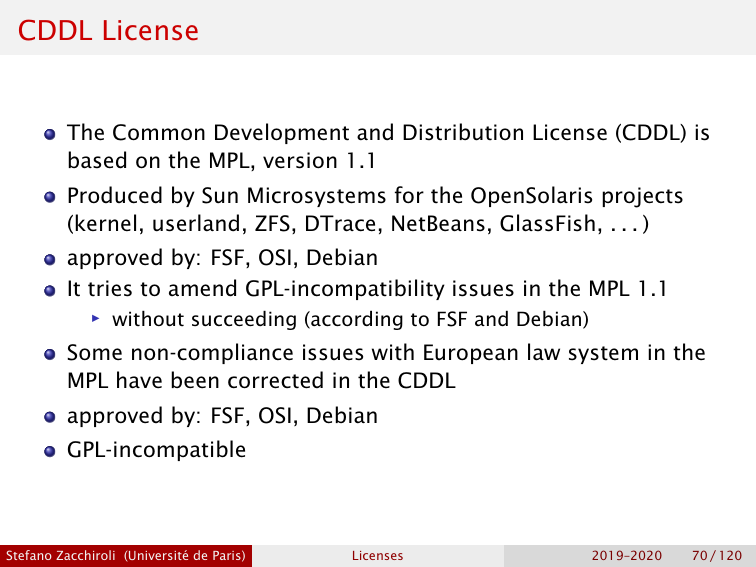 CDDL License
The Common Development and Distribution License (CDDL) is
based on the MPL, version 1.1
Produced by Sun Microsystems for the OpenSolaris projects
(kernel, userland, ZFS, DTrace, NetBeans, GlassFish, . . . )
approved by: FSF, OSI, Debian
It tries to amend GPL-incompatibility issues in the MPL 1.1
without succeeding (according to FSF and Debian)
Some non-compliance issues with European law system in the
MPL have been corrected in the CDDL
approved by: FSF, OSI, Debian
GPL-incompatible
Stefano Zacchiroli (Université de Paris) Licenses 2019–2020 70 / 120